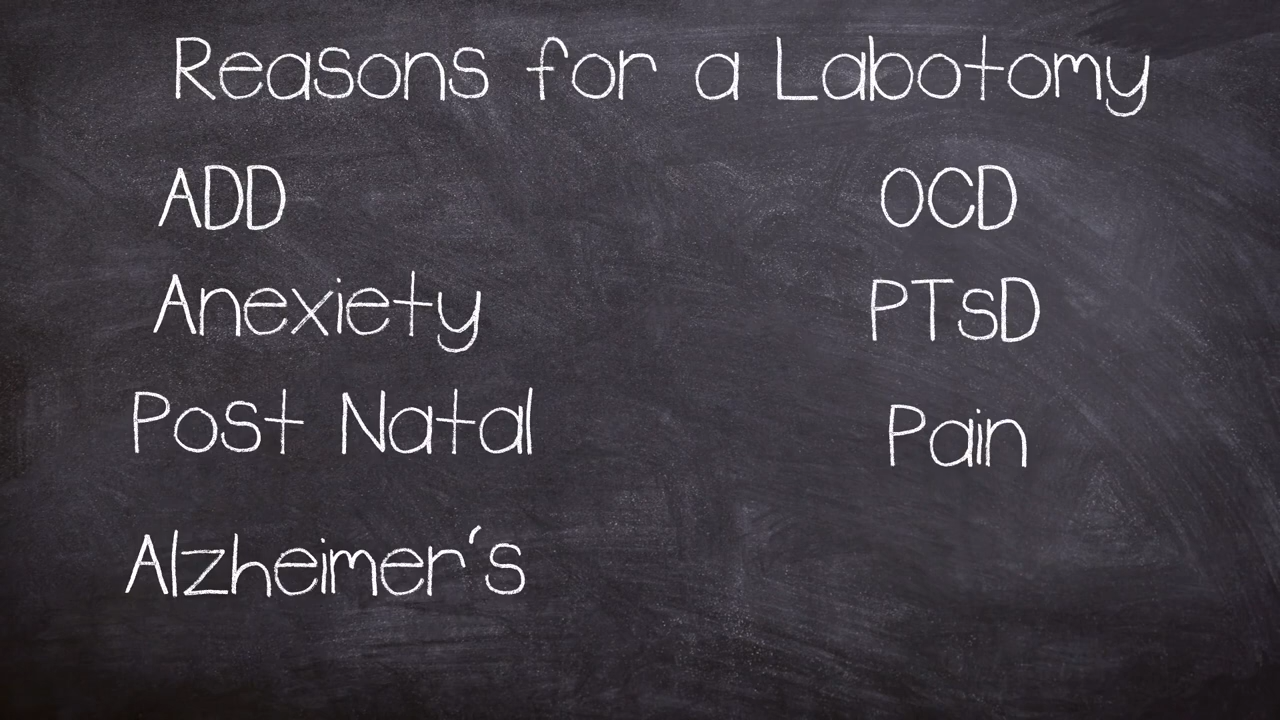 Reasons for a Labotomy
ADD
Anexiety
Post Natal
Alzheimer's
OCD
PTsD
Pain